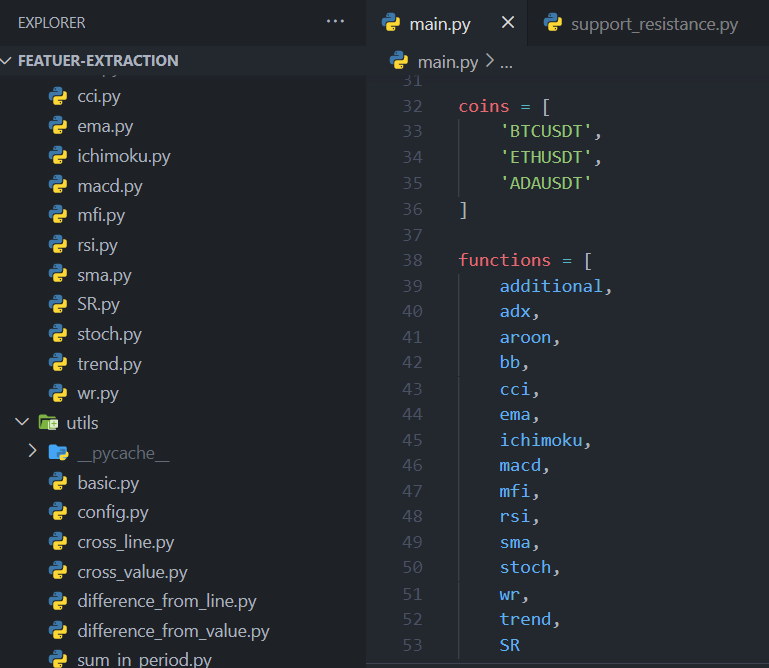 EXPLORER
...
FEATUER-EXTRACTION
cci.py
ema.py
ichimoku.py
macd.py
mfi.py
rsi.py
sma.py
SR.py
stoch.py
trend.py
wr.py
utils
__pycache__
basic.py
config.py
cross_line.py
cross_value.py
difference_from_line.py
difference_from_value.py
sum_in_period.py
main.py
support_resistance.py
main.py > ...
31
32 coins = [
33 'BTCUSDT',
34 'ETHUSDT',
35 'ADAUSDT'
36 ]
37
38 functions = [
39 additional,
40 adx,
41 aroon,
42 bb,
43 cci,
44 ema,
45 ichimoku,
46 macd,
47 mfi,
48 rsi,
49 sma,
50 stoch,
51 wr,
52 trend,
53 SR